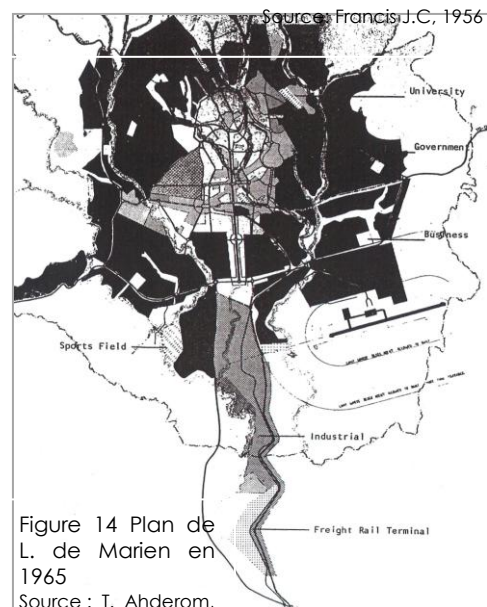 Source: Francis J.C, 1956
University
Government
Business
Sports Field
Industrial
Freight Rail Terminal
Figure 14 Plan de
L. de Marien en
1965
Source : T. Ahderom,